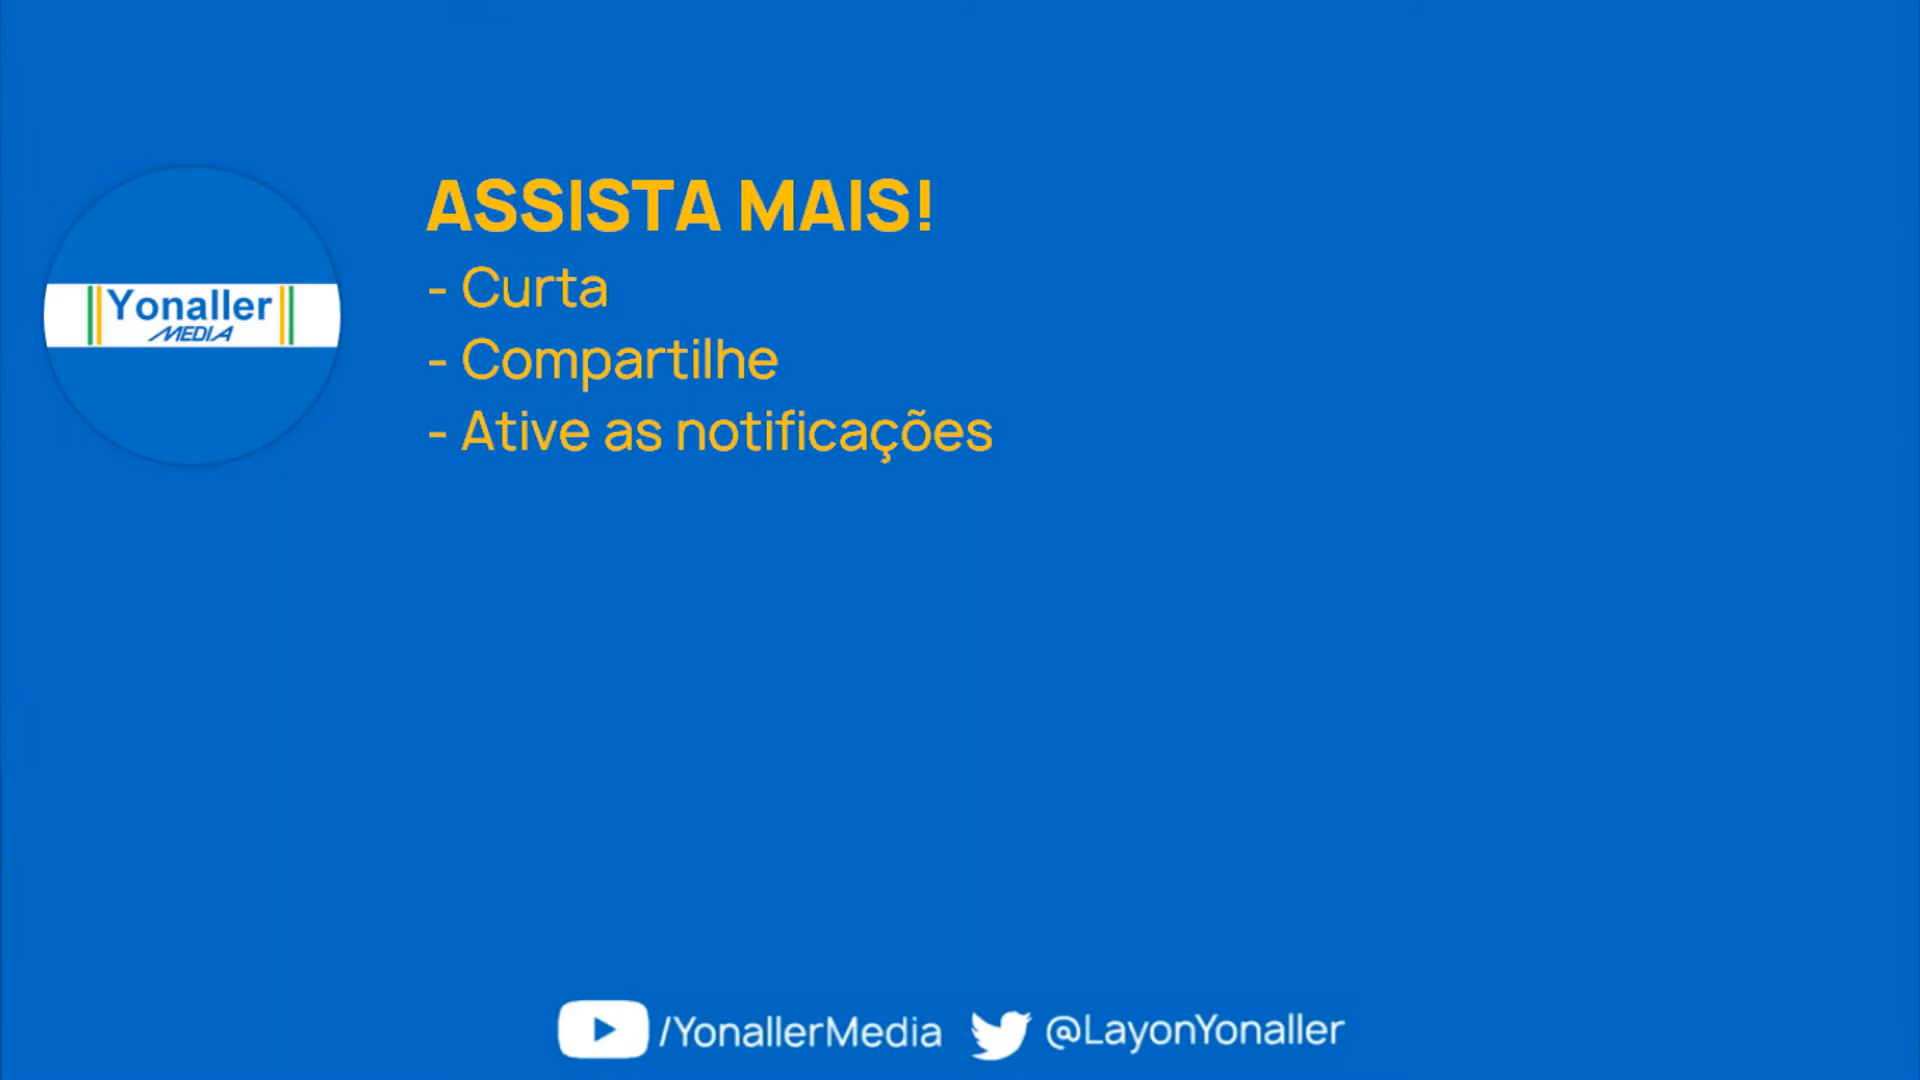 Yonaller
MEDIA
ASSISTA MAIS!
- Curta
- Compartilhe
- Ative as notificações
/YonallerMedia @LayonYonaller